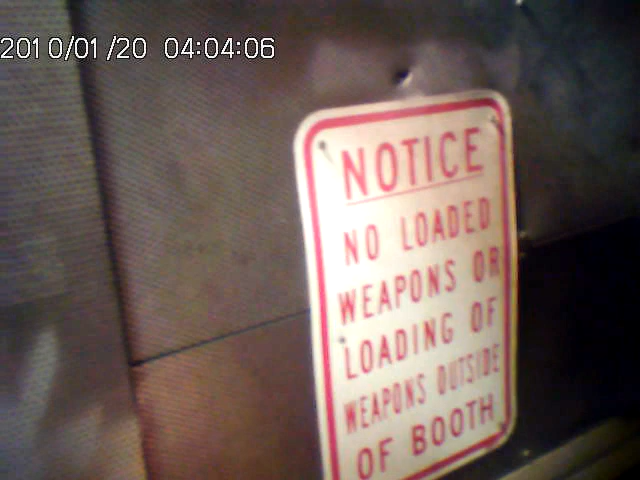 2010/01/20 04:04:06
NOTICE
NO LOADED
WEAPONS OR
LOADING OF
WEAPONS OUTSIDE
OF BOOTH